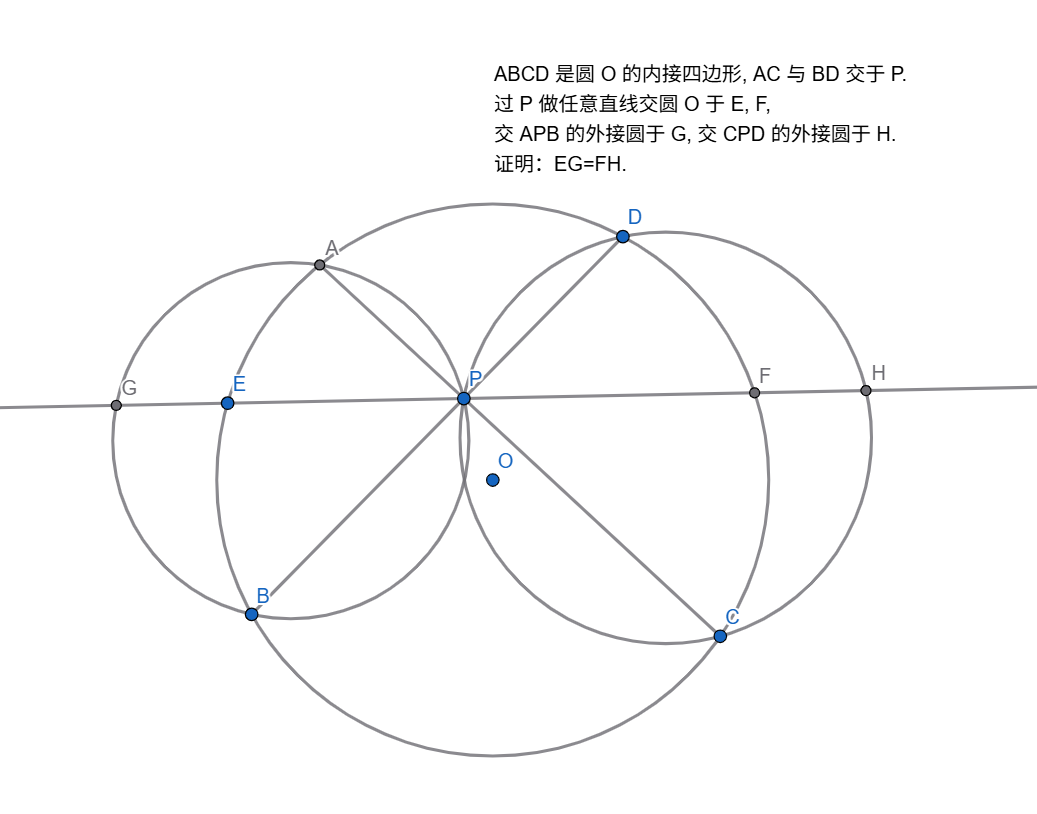 ABCD 是圆 O 的内接四边形, AC 与 BD 交于 P.
过 P 做任意直线交圆 O 于 E, F,
交 APB 的外接圆于 G, 交 CPD 的外接圆于 H.
证明：EG=FH.
D
A
G
E
P
F
H
O
B
C